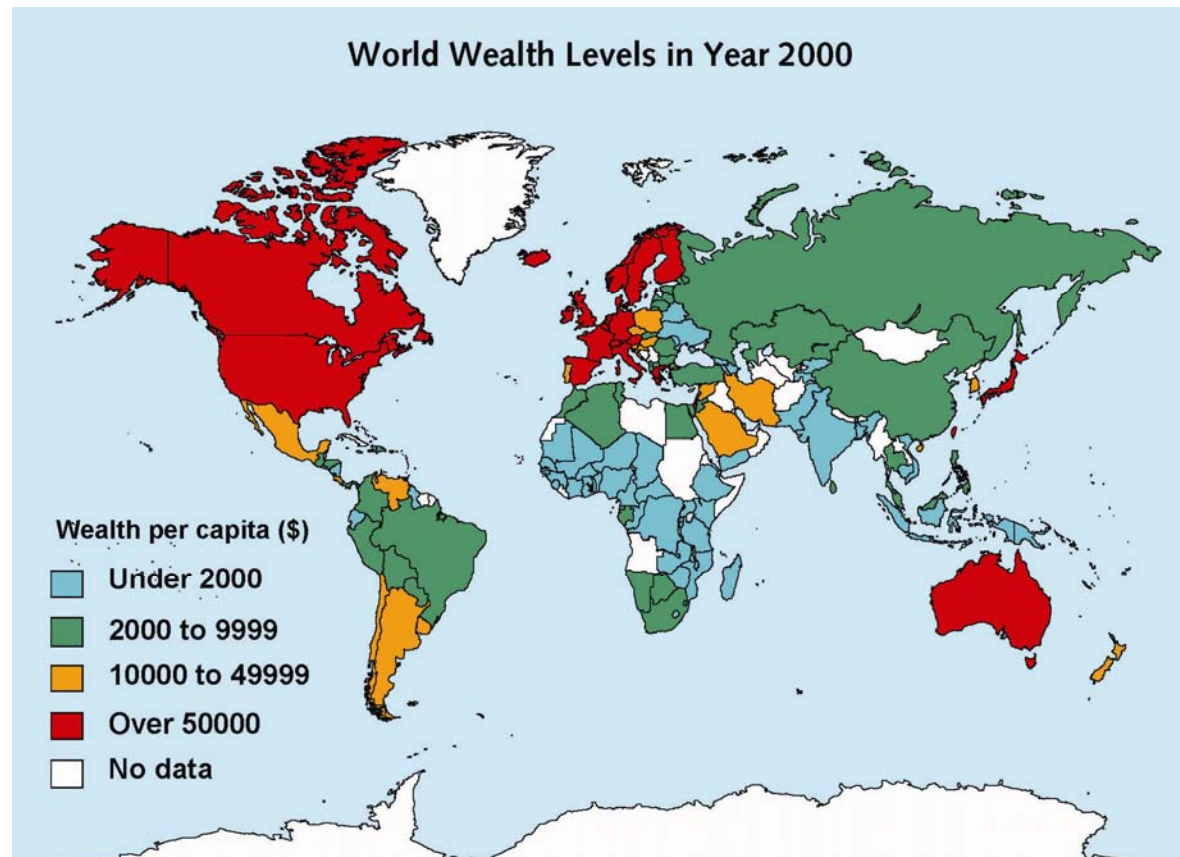 World Wealth Levels in Year 2000
Wealth per capita ($)
Under 2000
2000 to 9999
10000 to 49999
Over 50000
No data